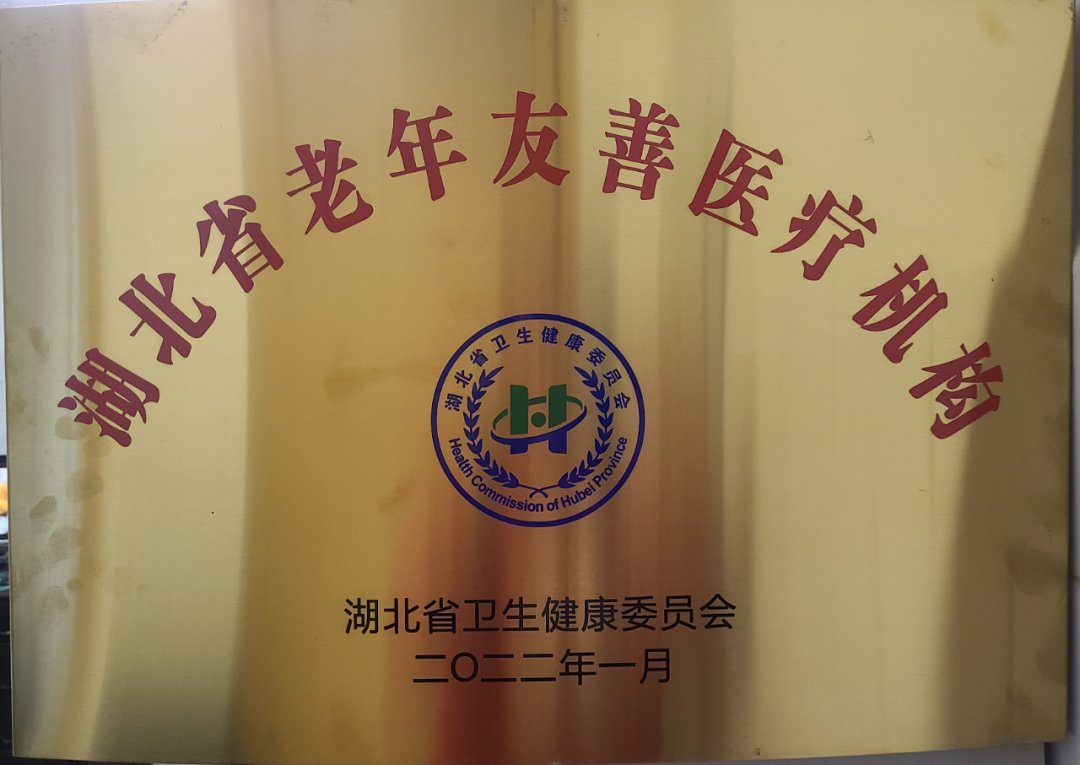 湖北省老年友善医疗机构
湖北省卫生健康委员会
Health Commission of Hubei Province
湖北省卫生健康委员会
二〇二二年一月